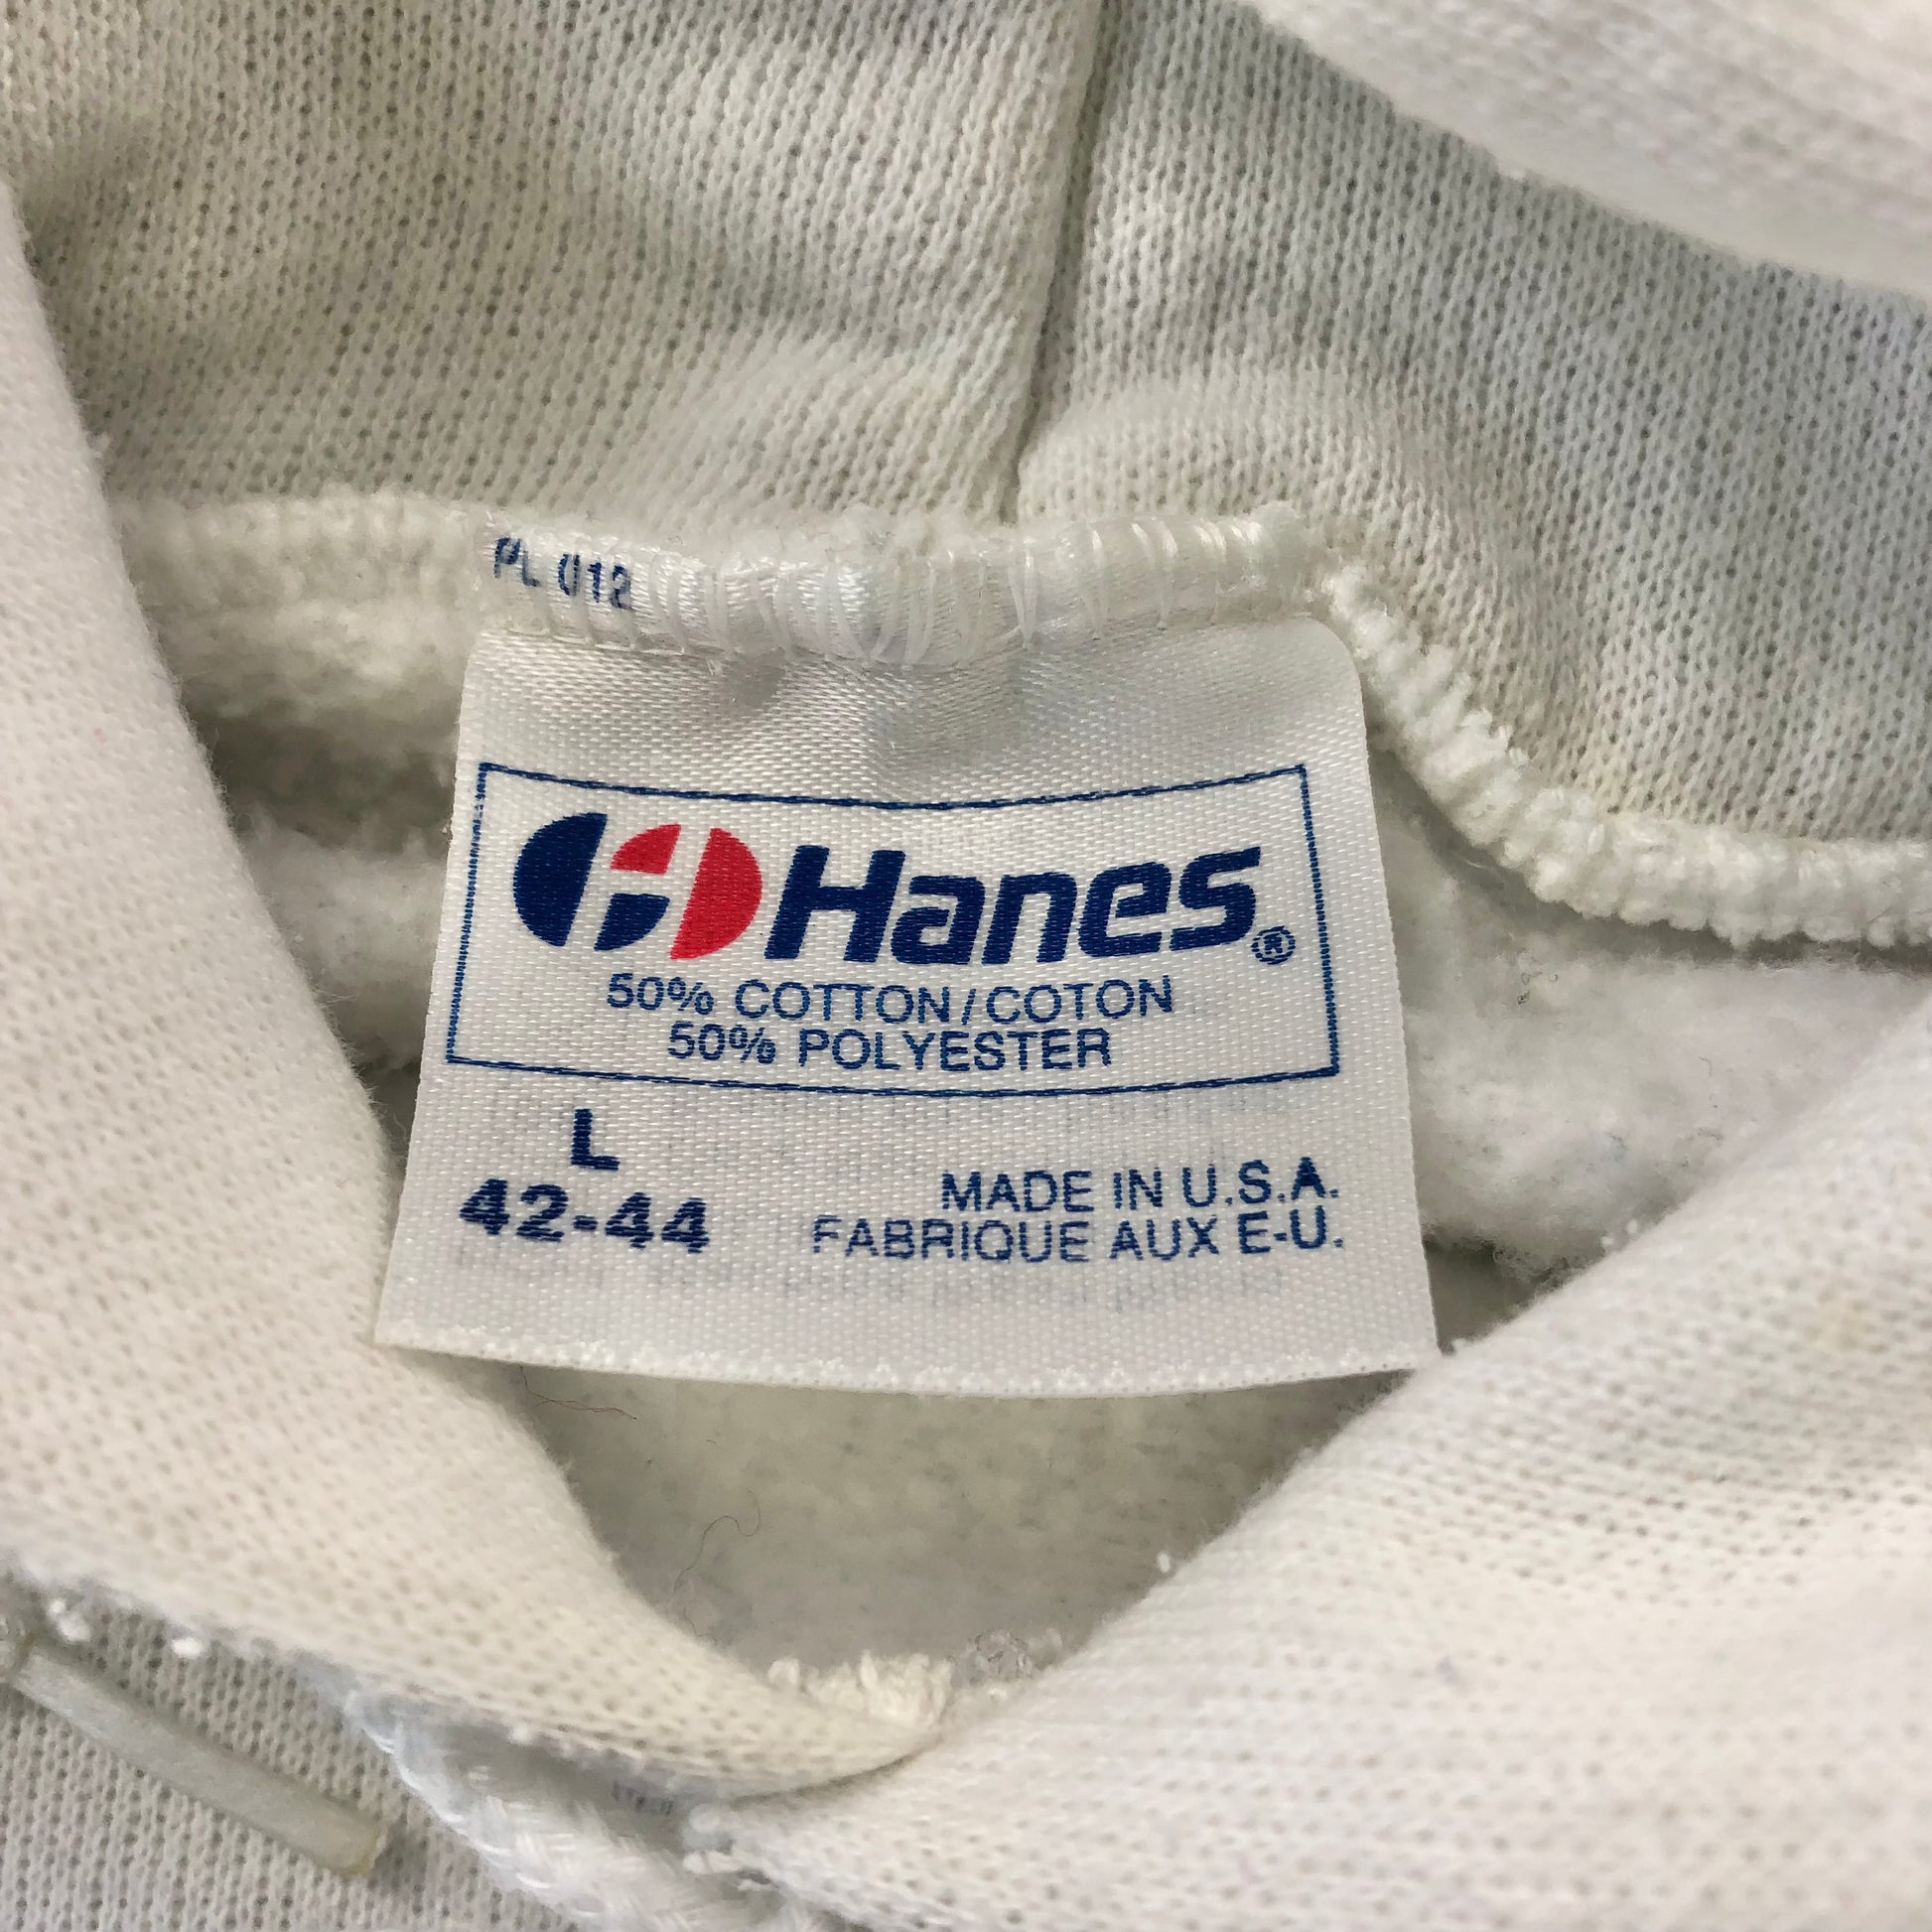 PL 012
Hanes®
50% COTTON/COTON
50% POLYESTER
L
42-44
MADE IN U.S.A.
FABRIQUE AUX E-U.